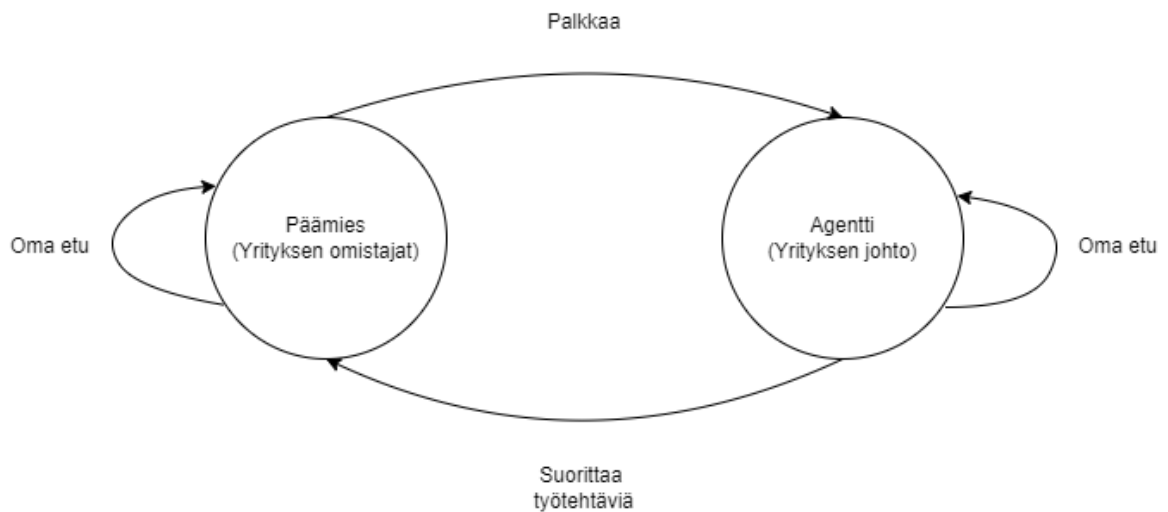 Palkkaa
Päämies
(Yrityksen omistajat)
Agentti
(Yrityksen johto)
Oma etu
Oma etu
Suorittaa
työtehtäviä